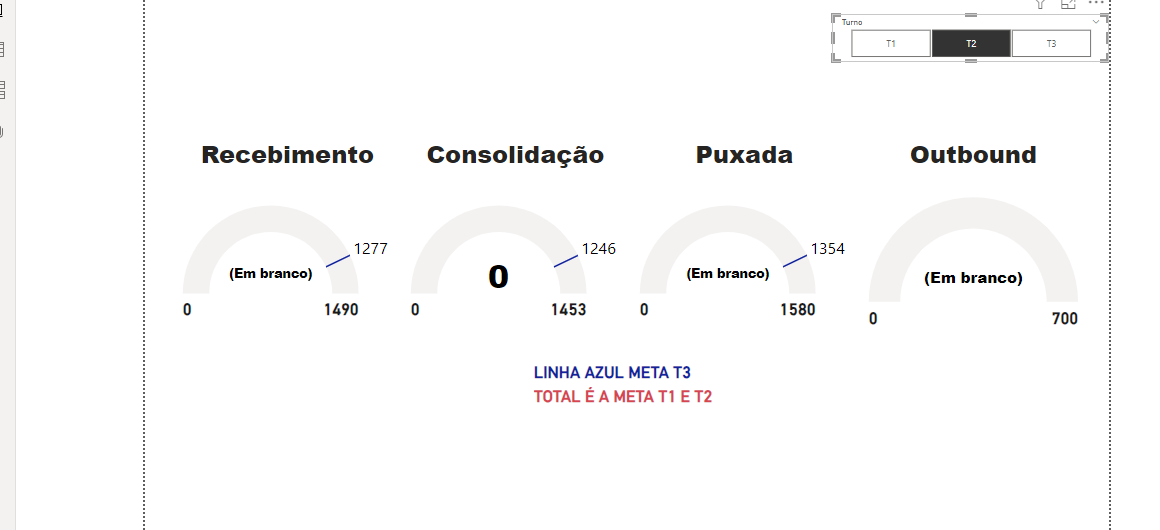 Turno
T1 T2 T3
Recebimento Consolidação Puxada Outbound
1277 1246 1354
(Em branco) 0 (Em branco) (Em branco)
0 1490 0 1453 0 1580 0 700
LINHA AZUL META T3
TOTAL É A META T1 E T2